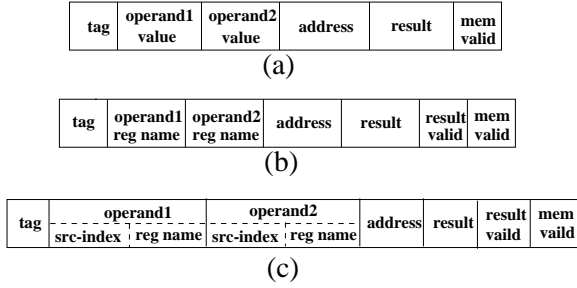 tag operand1 value operand2 value address result mem valid
(a)
tag operand1 reg name operand2 reg name address result result valid mem valid
(b)
tag operand1 operand2 address result result vaild mem vaild
src-index reg name src-index reg name
(c)